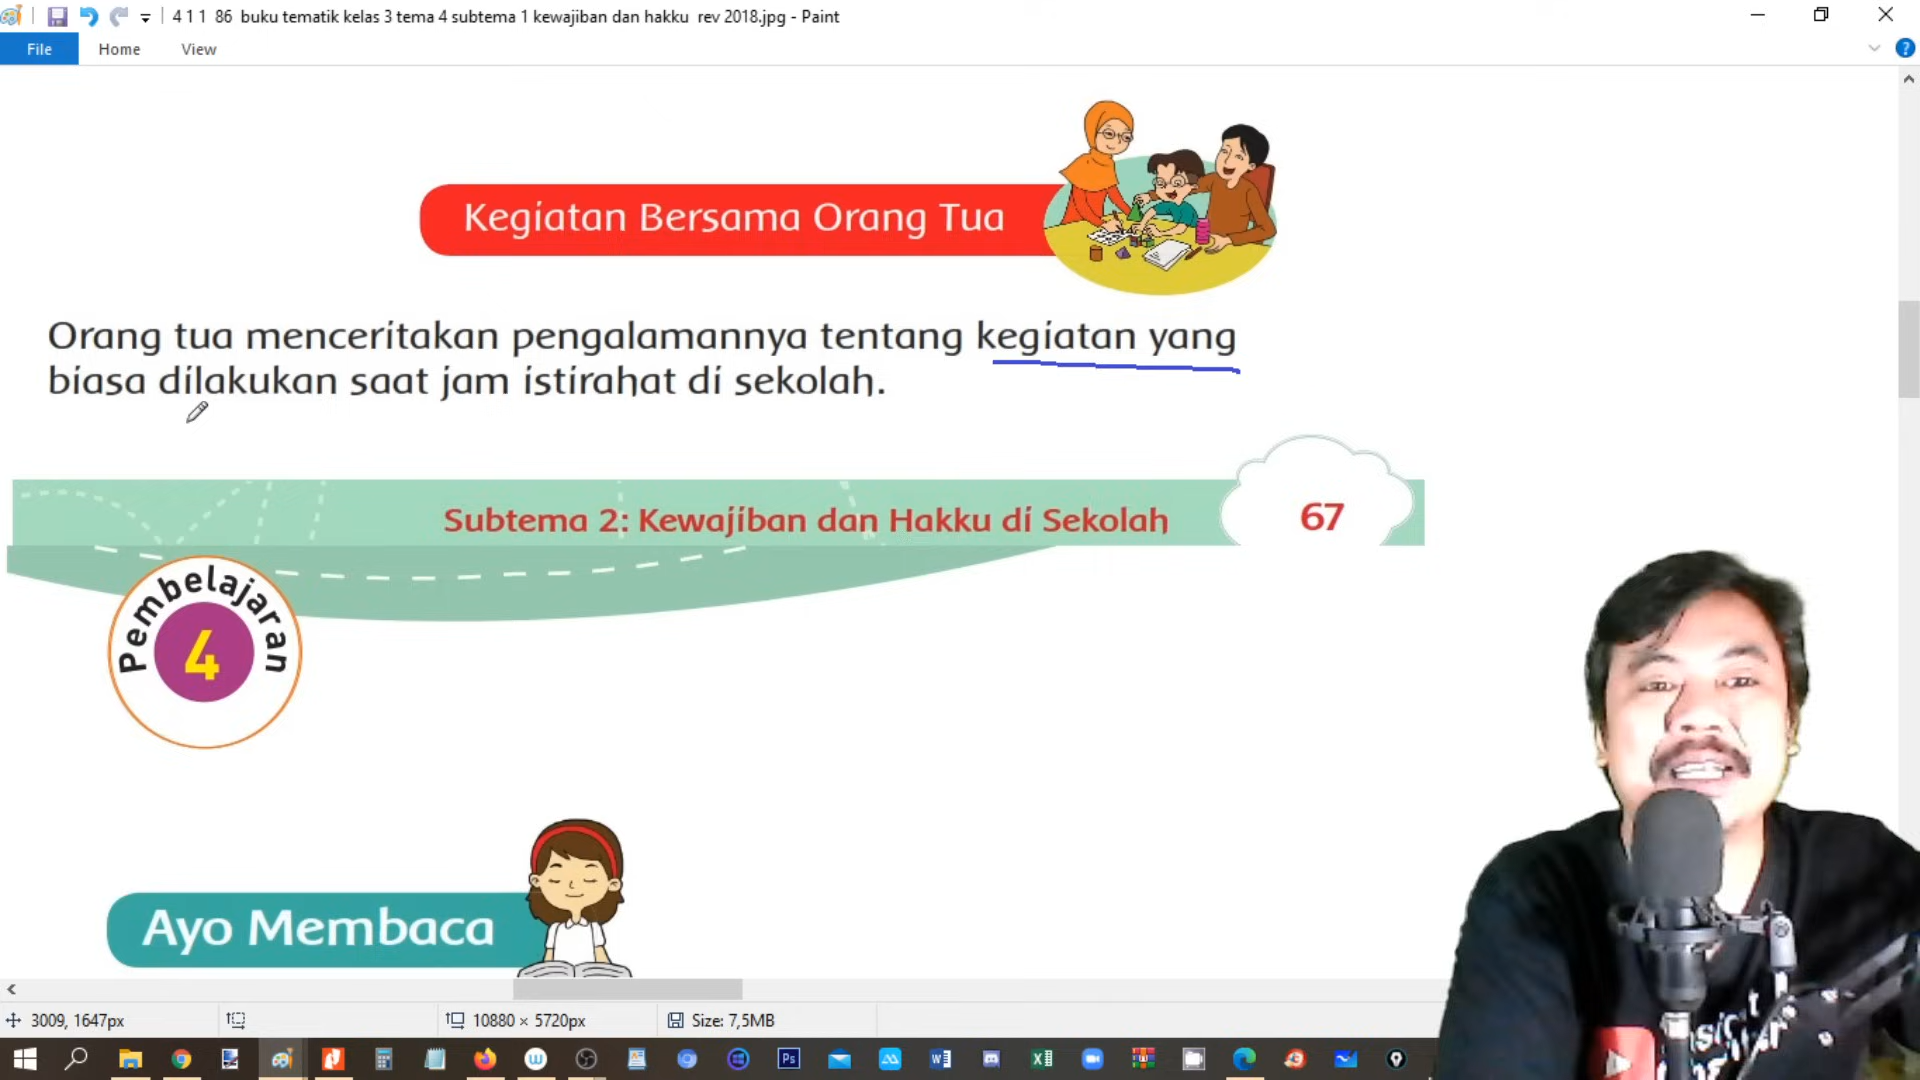 4 1 1  86  buku tematik kelas 3 tema 4 subtema 1 kewajiban dan hakku  rev 2018.jpg - Paint
File Home View
Kegiatan Bersama Orang Tua
Orang tua menceritakan pengalamannya tentang kegiatan yang
biasa dilakukan saat jam istirahat di sekolah.
Subtema 2: Kewajiban dan Hakku di Sekolah 67
Pembelajaran
4
Ayo Membaca
3009, 1647px 10880 × 5720px Size: 7,5MB
Ps